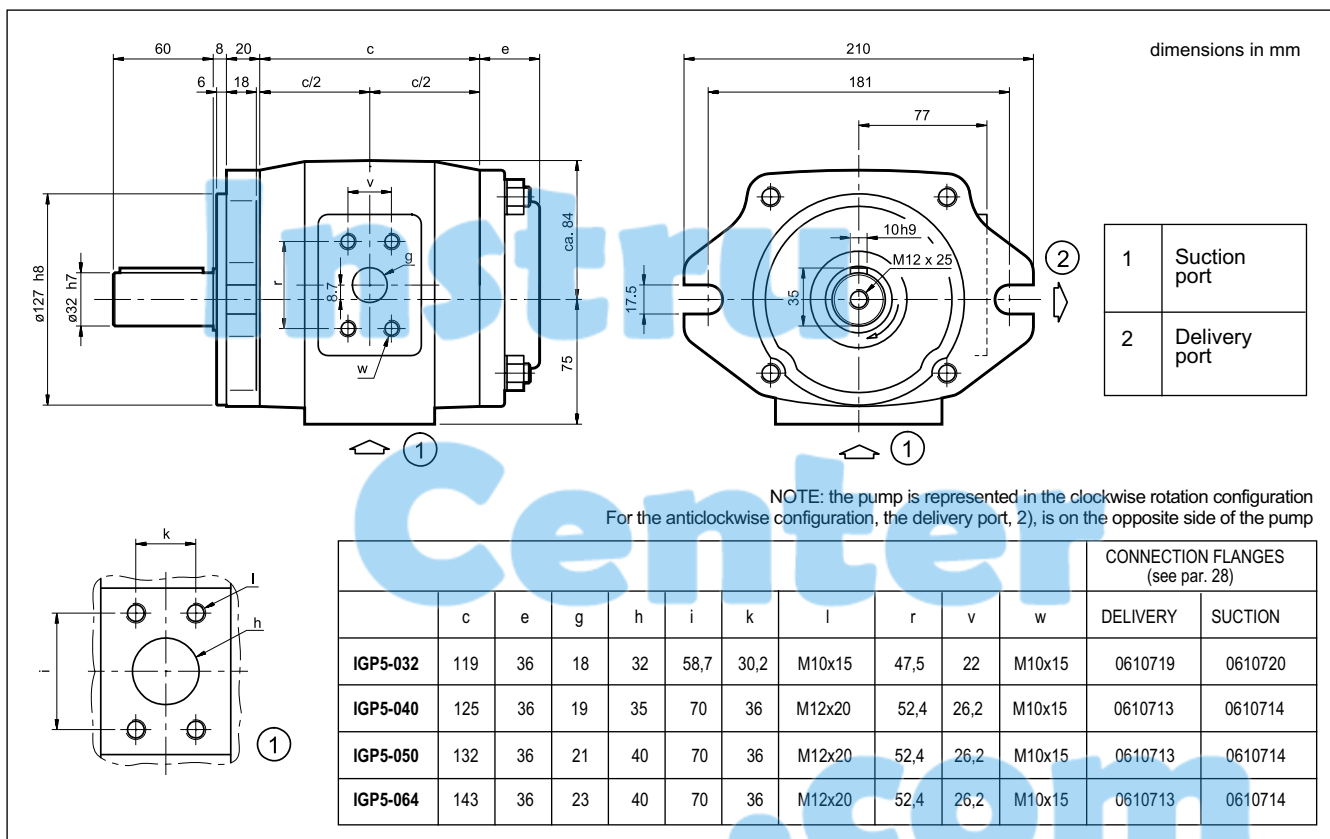 dimensions in mm
60
8
20
c
e
6
18
c/2
c/2
v
g
r
8.7
w
ø127 h8
ø32 h7
ca. 84
75
1
210
181
77
10h9
M12 x 25
17.5
35
2
1
1 Suction port
2 Delivery port
NOTE: the pump is represented in the clockwise rotation configuration
For the anticlockwise configuration, the delivery port, 2), is on the opposite side of the pump
k
l
h
i
1
CONNECTION FLANGES
(see par. 28)
c e g h i k l r v w DELIVERY SUCTION
IGP5-032 119 36 18 32 58,7 30,2 M10x15 47,5 22 M10x15 0610719 0610720
IGP5-040 125 36 19 35 70 36 M12x20 52,4 26,2 M10x15 0610713 0610714
IGP5-050 132 36 21 40 70 36 M12x20 52,4 26,2 M10x15 0610713 0610714
IGP5-064 143 36 23 40 70 36 M12x20 52,4 26,2 M10x15 0610713 0610714
Instru
Center
.com